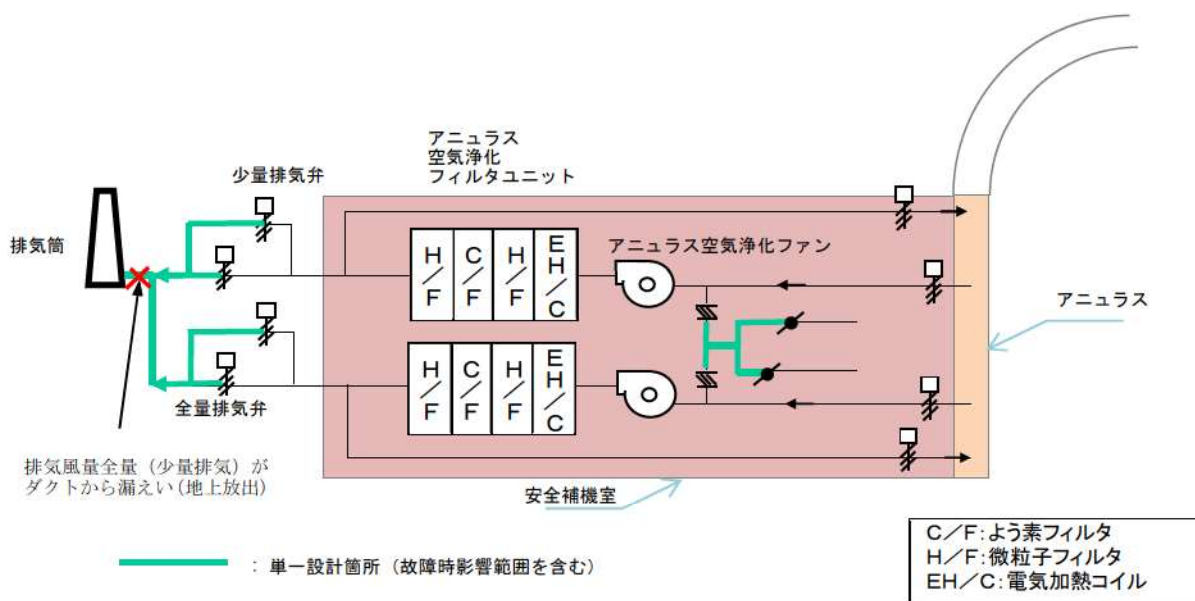 アニュラス
空気浄化
フィルタユニット
少量排気弁
排気筒
アニュラス空気浄化ファン
H/F
C/F
H/F
EH/C
アニュラス
H/F
C/F
H/F
EH/C
全量排気弁
排気風量全量（少量排気）が
ダクトから漏えい（地上放出）
安全補機室
：単一設計箇所（故障時影響範囲を含む）
C／F：よう素フィルタ
H／F：微粒子フィルタ
EH／C：電気加熱コイル